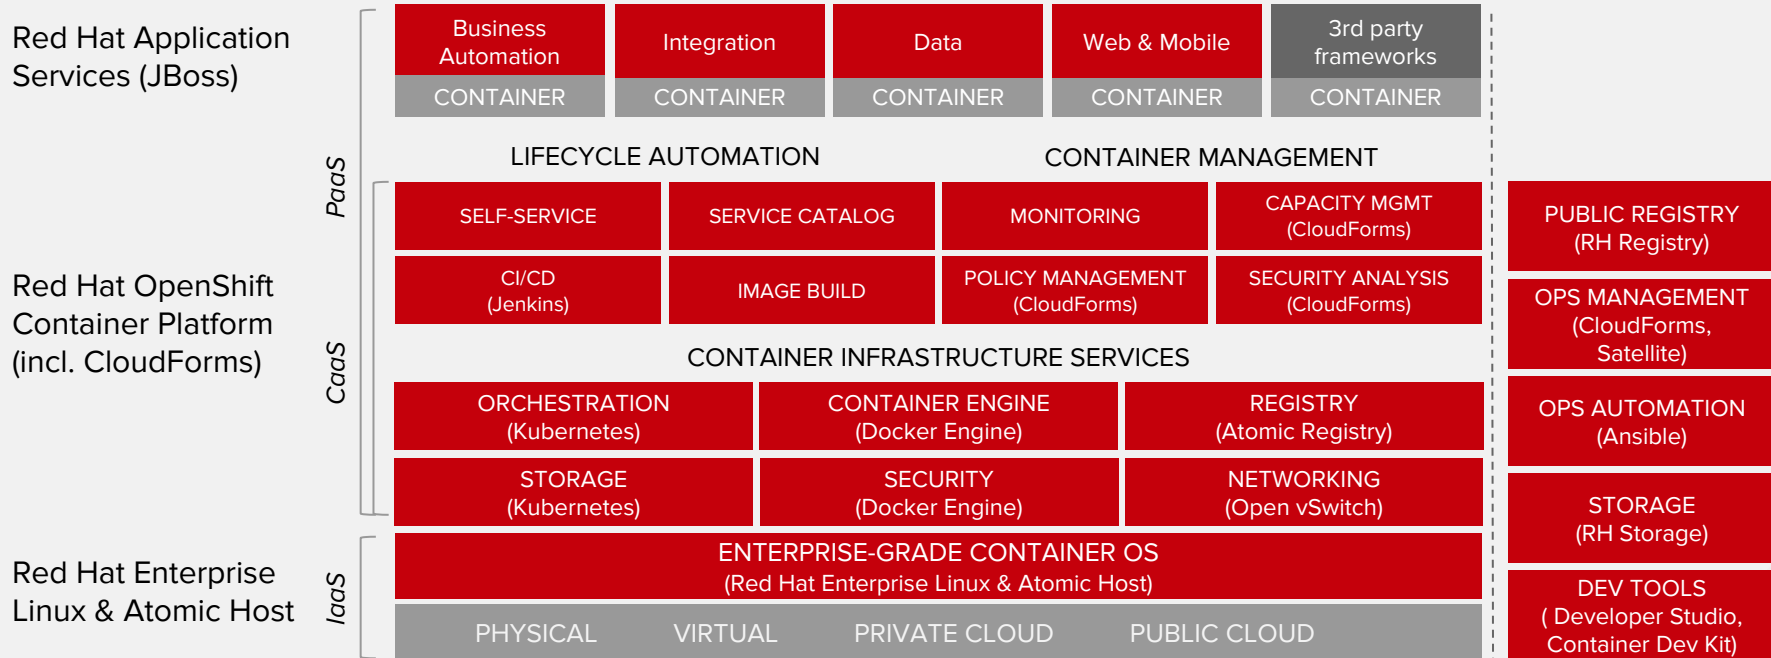 Red Hat Application
Services (JBoss)
Business
Automation
CONTAINER
Integration
CONTAINER
Data
CONTAINER
Web & Mobile
CONTAINER
3rd party
frameworks
CONTAINER
PaaS
LIFECYCLE AUTOMATION
CONTAINER MANAGEMENT
Red Hat OpenShift
Container Platform
(incl. CloudForms)
CaaS
SELF-SERVICE
SERVICE CATALOG
MONITORING
CAPACITY MGMT
(CloudForms)
CI/CD
(Jenkins)
IMAGE BUILD
POLICY MANAGEMENT
(CloudForms)
SECURITY ANALYSIS
(CloudForms)
CONTAINER INFRASTRUCTURE SERVICES
ORCHESTRATION
(Kubernetes)
CONTAINER ENGINE
(Docker Engine)
REGISTRY
(Atomic Registry)
STORAGE
(Kubernetes)
SECURITY
(Docker Engine)
NETWORKING
(Open vSwitch)
Red Hat Enterprise
Linux & Atomic Host
IaaS
ENTERPRISE-GRADE CONTAINER OS
(Red Hat Enterprise Linux & Atomic Host)
PHYSICAL
VIRTUAL
PRIVATE CLOUD
PUBLIC CLOUD
PUBLIC REGISTRY
(RH Registry)
OPS MANAGEMENT
(CloudForms,
Satellite)
OPS AUTOMATION
(Ansible)
STORAGE
(RH Storage)
DEV TOOLS
( Developer Studio,
Container Dev Kit)